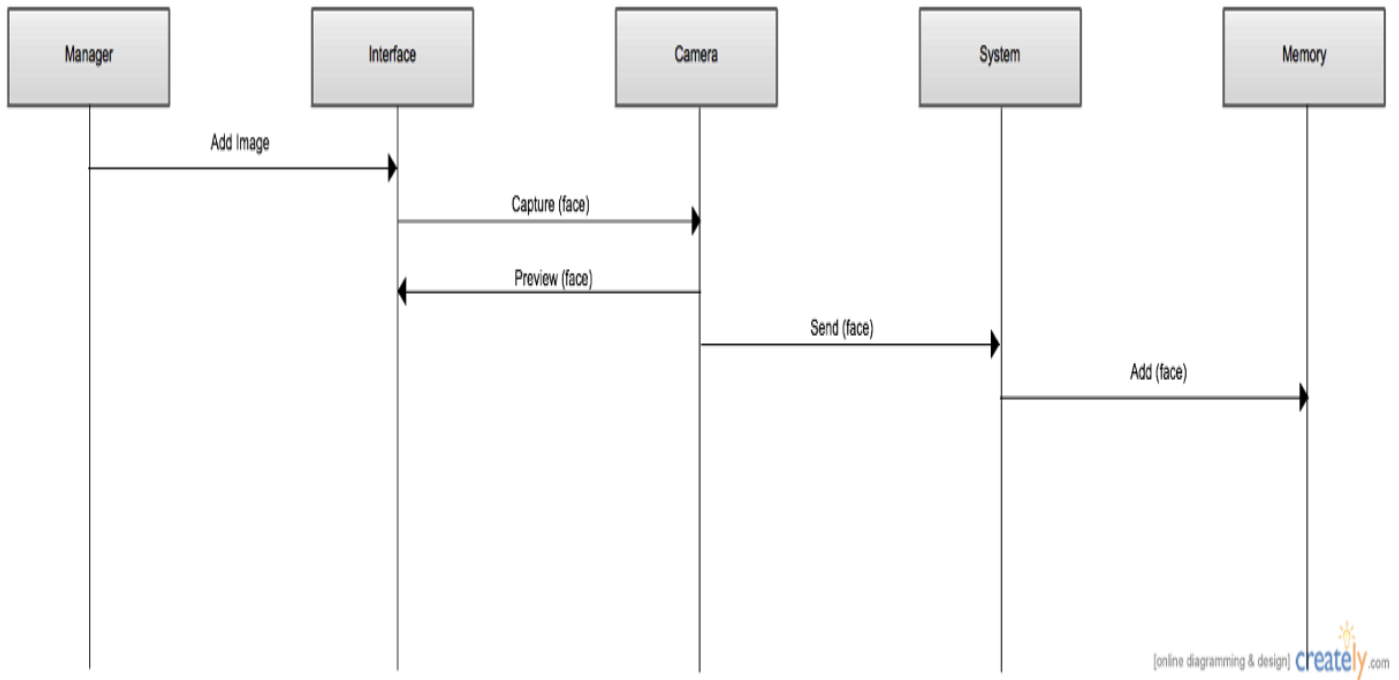 Manager
Interface
Camera
System
Memory
Add Image
Capture (face)
Preview (face)
Send (face)
Add (face)
[online diagramming & design] creately.com